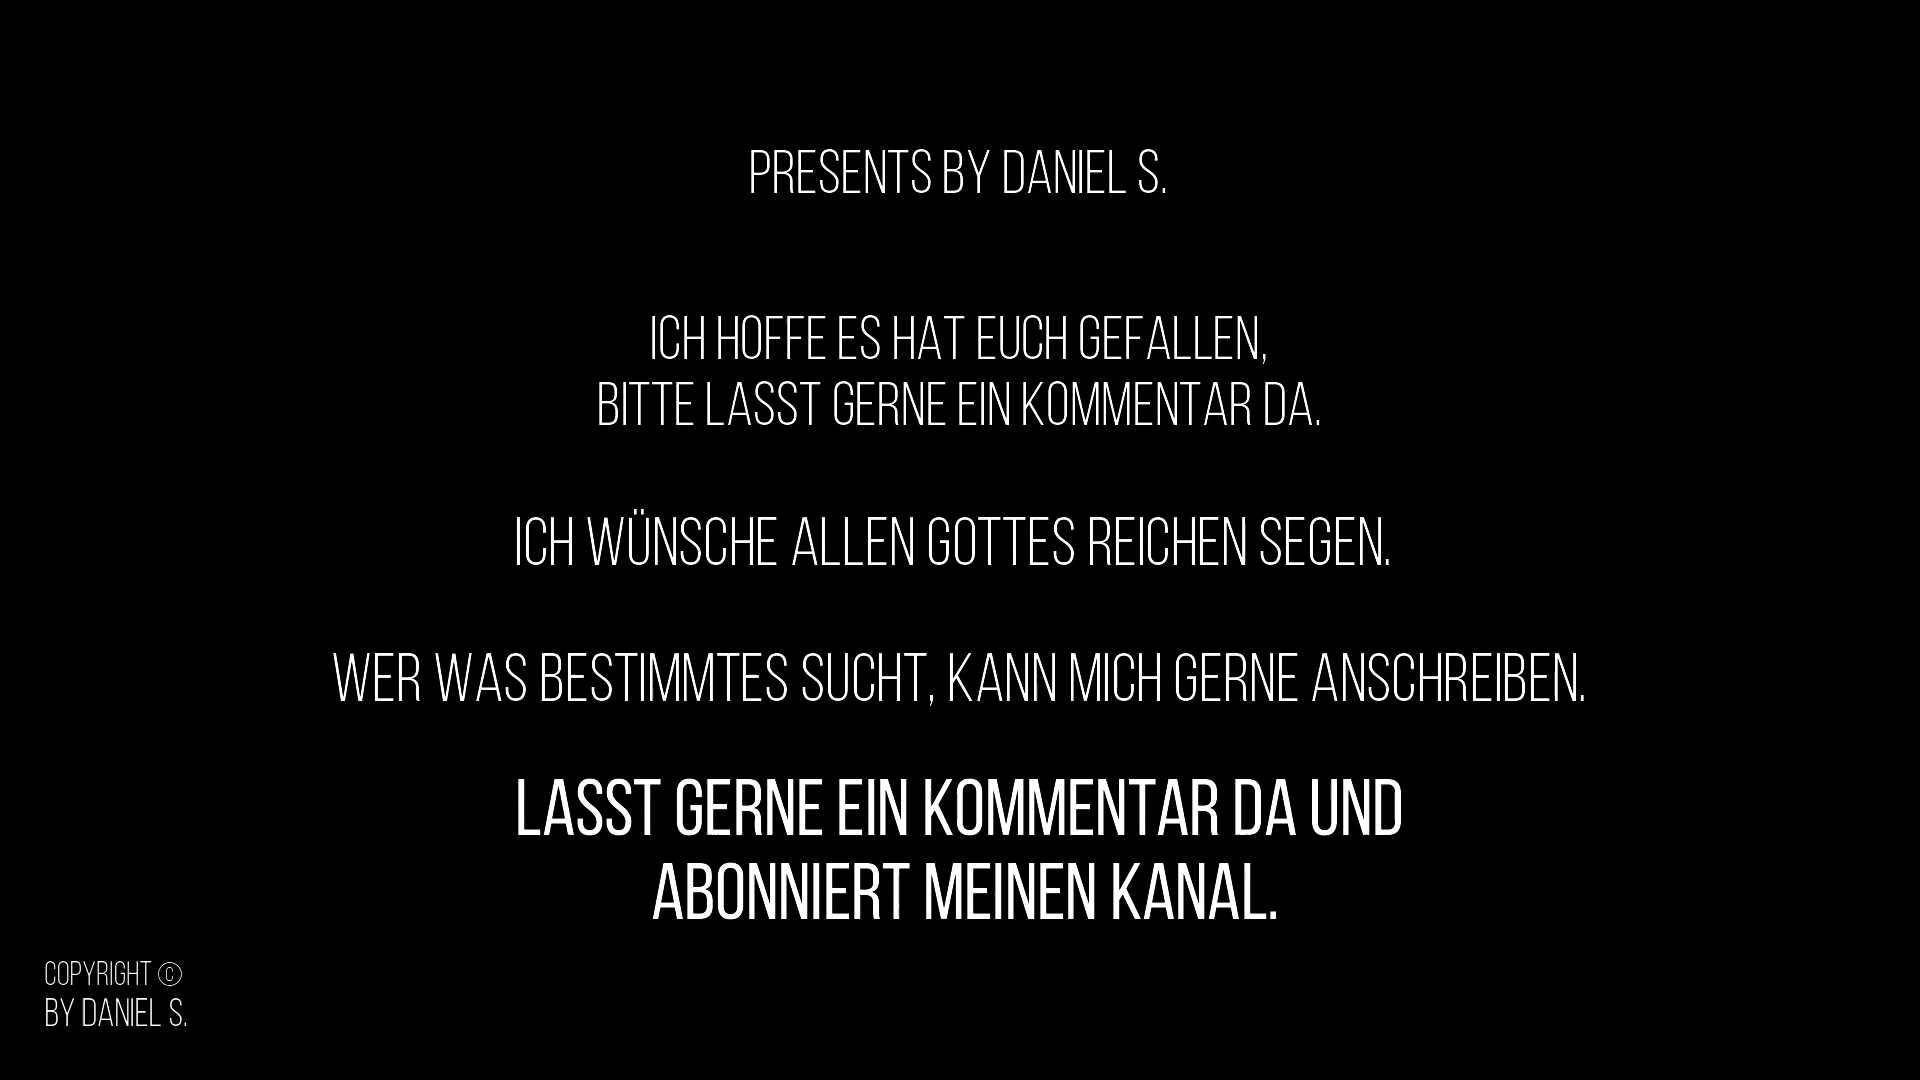 PRESENTS BY DANIEL S.
ICH HOFFE ES HAT EUCH GEFALLEN,
BITTE LASST GERNE EIN KOMMENTAR DA.
ICH WÜNSCHE ALLEN GOTTES REICHEN SEGEN.
WER WAS BESTIMMTES SUCHT, KANN MICH GERNE ANSCHREIBEN.
LASST GERNE EIN KOMMENTAR DA UND
ABONNIERT MEINEN KANAL.
COPYRIGHT ©
BY DANIEL S.